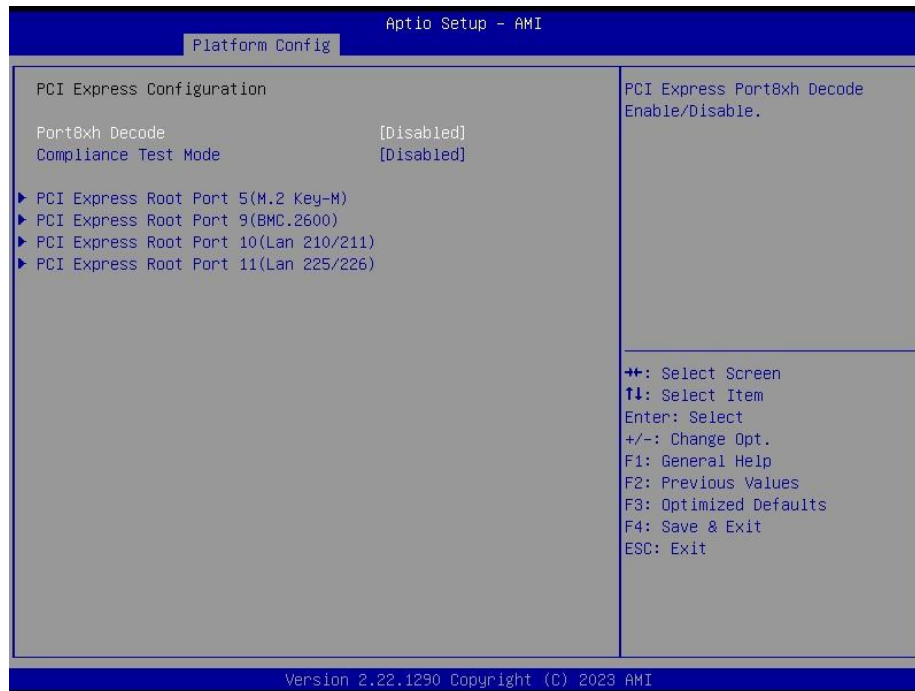 Aptio Setup – AMI
Platform Config
PCI Express Configuration
Port8xh Decode [Disabled]
Compliance Test Mode [Disabled]
▶ PCI Express Root Port 5(M.2 Key-M)
▶ PCI Express Root Port 9(BMC.2600)
▶ PCI Express Root Port 10(Lan 210/211)
▶ PCI Express Root Port 11(Lan 225/226)
PCI Express Port8xh Decode
Enable/Disable.
→←: Select Screen
↑↓: Select Item
Enter: Select
+/-: Change Opt.
F1: General Help
F2: Previous Values
F3: Optimized Defaults
F4: Save & Exit
ESC: Exit
Version 2.22.1290 Copyright (C) 2023 AMI